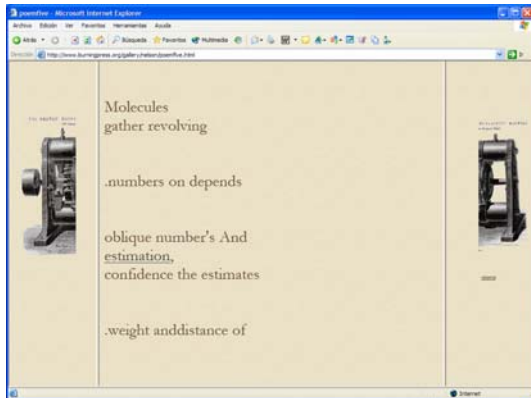 poemfive - Microsoft Internet Explorer
Archivo Edición Ver Favoritos Herramientas Ayuda
Atrás Búsqueda Favoritos Multimedia
Dirección http://www.burningpress.org/gallery/nelson/poemfive.html
Molecules
gather revolving
.numbers on depends
oblique number's And
estimation,
confidence the estimates
.weight anddistance of
Internet